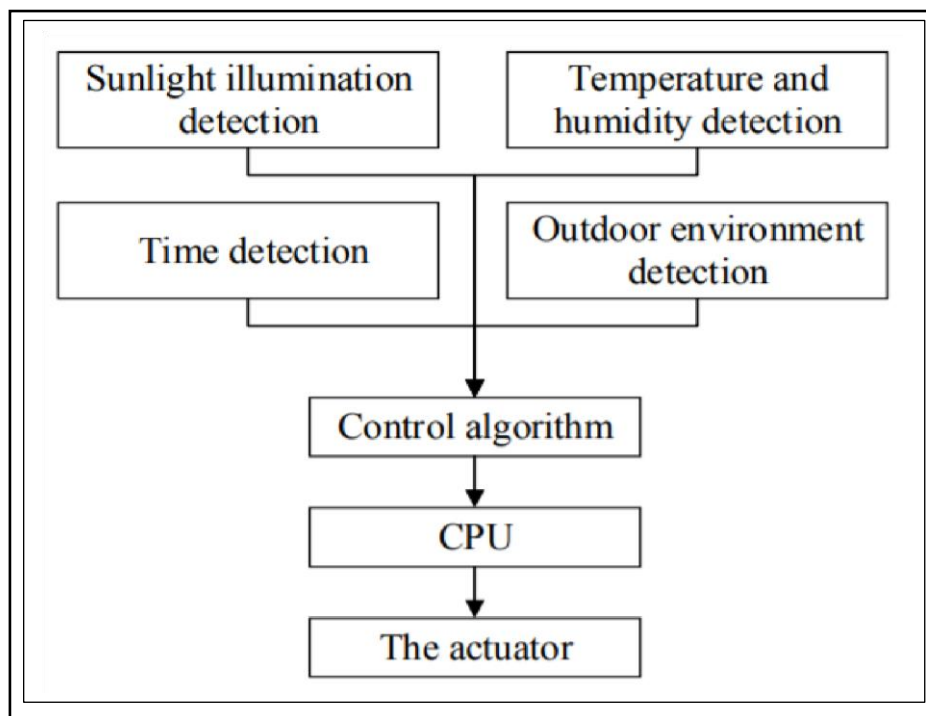 Sunlight illumination
detection
Temperature and
humidity detection
Time detection
Outdoor environment
detection
Control algorithm
CPU
The actuator